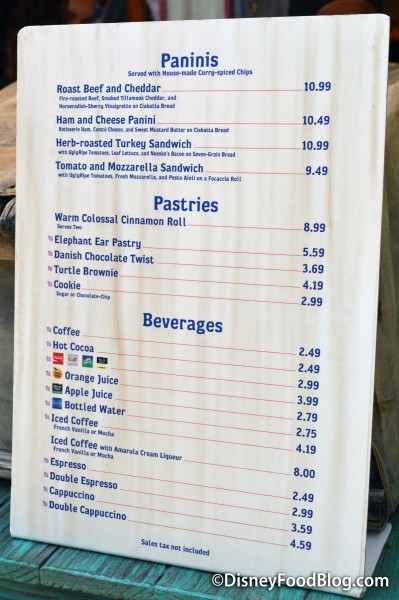 Paninis
Served with House-made Curry-spiced Chips
Roast Beef and Cheddar 10.99
Fire-roasted Beef, Smoked Tillamook Cheddar, and
Horseradish-Sherry Vinaigrette on Ciabatta Bread
Ham and Cheese Panini 10.49
Rotisserie Ham, Comté Cheese, and Sweet Mustard Butter on Ciabatta Bread
Herb-roasted Turkey Sandwich 10.99
with UglyRipe Tomatoes, Leaf Lettuce, and Nueske's Bacon on Seven-Grain Bread
Tomato and Mozzarella Sandwich 9.49
with UglyRipe Tomatoes, Fresh Mozzarella, and Pesto Aïoli on a Focaccia Roll
Pastries
Warm Colossal Cinnamon Roll 8.99
Serves Two
Elephant Ear Pastry 5.59
Danish Chocolate Twist 3.69
Turtle Brownie 4.19
Cookie 2.99
Sugar or Chocolate-Chip
Beverages
Coffee 2.49
Hot Cocoa 2.49
2.99
Orange Juice 3.99
Apple Juice 2.79
Bottled Water 2.75
Iced Coffee 4.19
French Vanilla or Mocha
Iced Coffee with Amarula Cream Liqueur 8.00
French Vanilla or Mocha
Espresso 2.49
Double Espresso 2.99
Cappuccino 3.59
Double Cappuccino 4.59
Sales tax not included
©DisneyFoodBlog.com